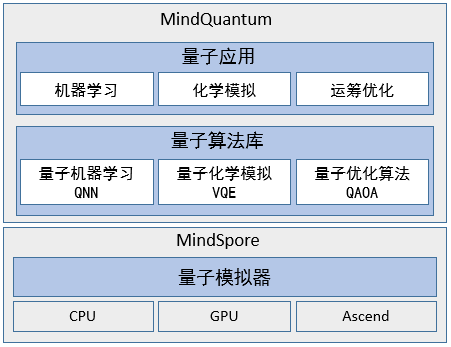 MindQuantum
量子应用
机器学习
化学模拟
运筹优化
量子算法库
量子机器学习
QNN
量子化学模拟
VQE
量子优化算法
QAOA
MindSpore
量子模拟器
CPU
GPU
Ascend